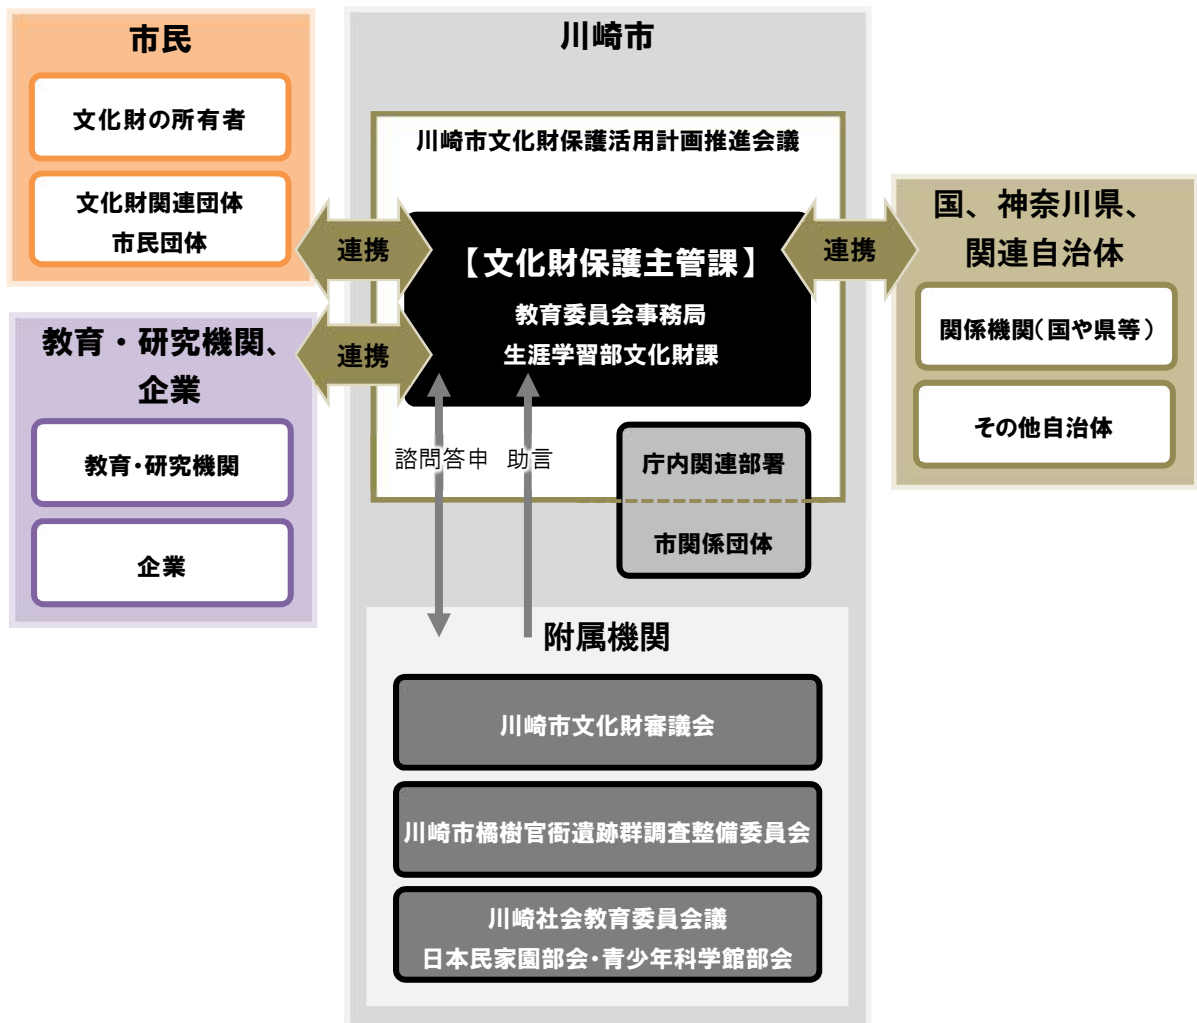 市民
文化財の所有者
文化財関連団体
市民団体
教育・研究機関、
企業
教育・研究機関
企業
連携
連携
川崎市
川崎市文化財保護活用計画推進会議
【文化財保護主管課】
教育委員会事務局
生涯学習部文化財課
諮問答申 助言
庁内関連部署
市関係団体
附属機関
川崎市文化財審議会
川崎市橘樹官衙遺跡群調査整備委員会
川崎社会教育委員会議
日本民家園部会・青少年科学館部会
連携
国、神奈川県、
関連自治体
関係機関（国や県等）
その他自治体